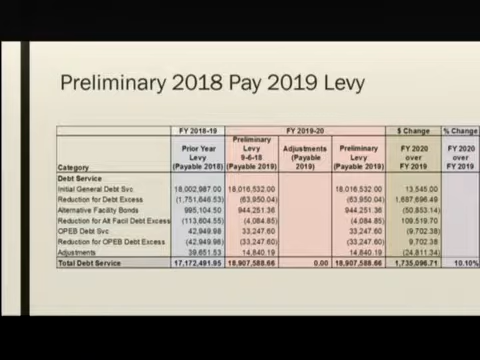 Preliminary 2018 Pay 2019 Levy
FY 2018-19 FY 2019-20 $ Change % Change
Category Prior Year Levy (Payable 2018) Preliminary Levy 9-6-18 (Payable 2019) Adjustments (Payable 2019) Preliminary Levy (Payable 2019) FY 2020 over FY 2019 FY 2020 over FY 2019
Debt Service
Initial General Debt Svc 18,002,987.00 18,016,532.00 18,016,532.00 13,545.00
Reduction for Debt Excess (1,751,646.53) (63,950.04) (63,950.04) 1,687,696.49
Alternative Facility Bonds 995,104.50 944,251.36 944,251.36 (50,853.14)
Reduction for Alt Facil Debt Excess (113,604.55) (4,084.85) (4,084.85) 109,519.70
OPEB Debt Svc 42,949.98 33,247.60 33,247.60 (9,702.38)
Reduction for OPEB Debt Excess (42,949.98) (33,247.60) (33,247.60) 9,702.38
Adjustments 39,651.53 14,840.19 14,840.19 (24,811.34)
Total Debt Service 17,172,491.95 18,907,588.66 0.00 18,907,588.66 1,735,096.71 10.10%